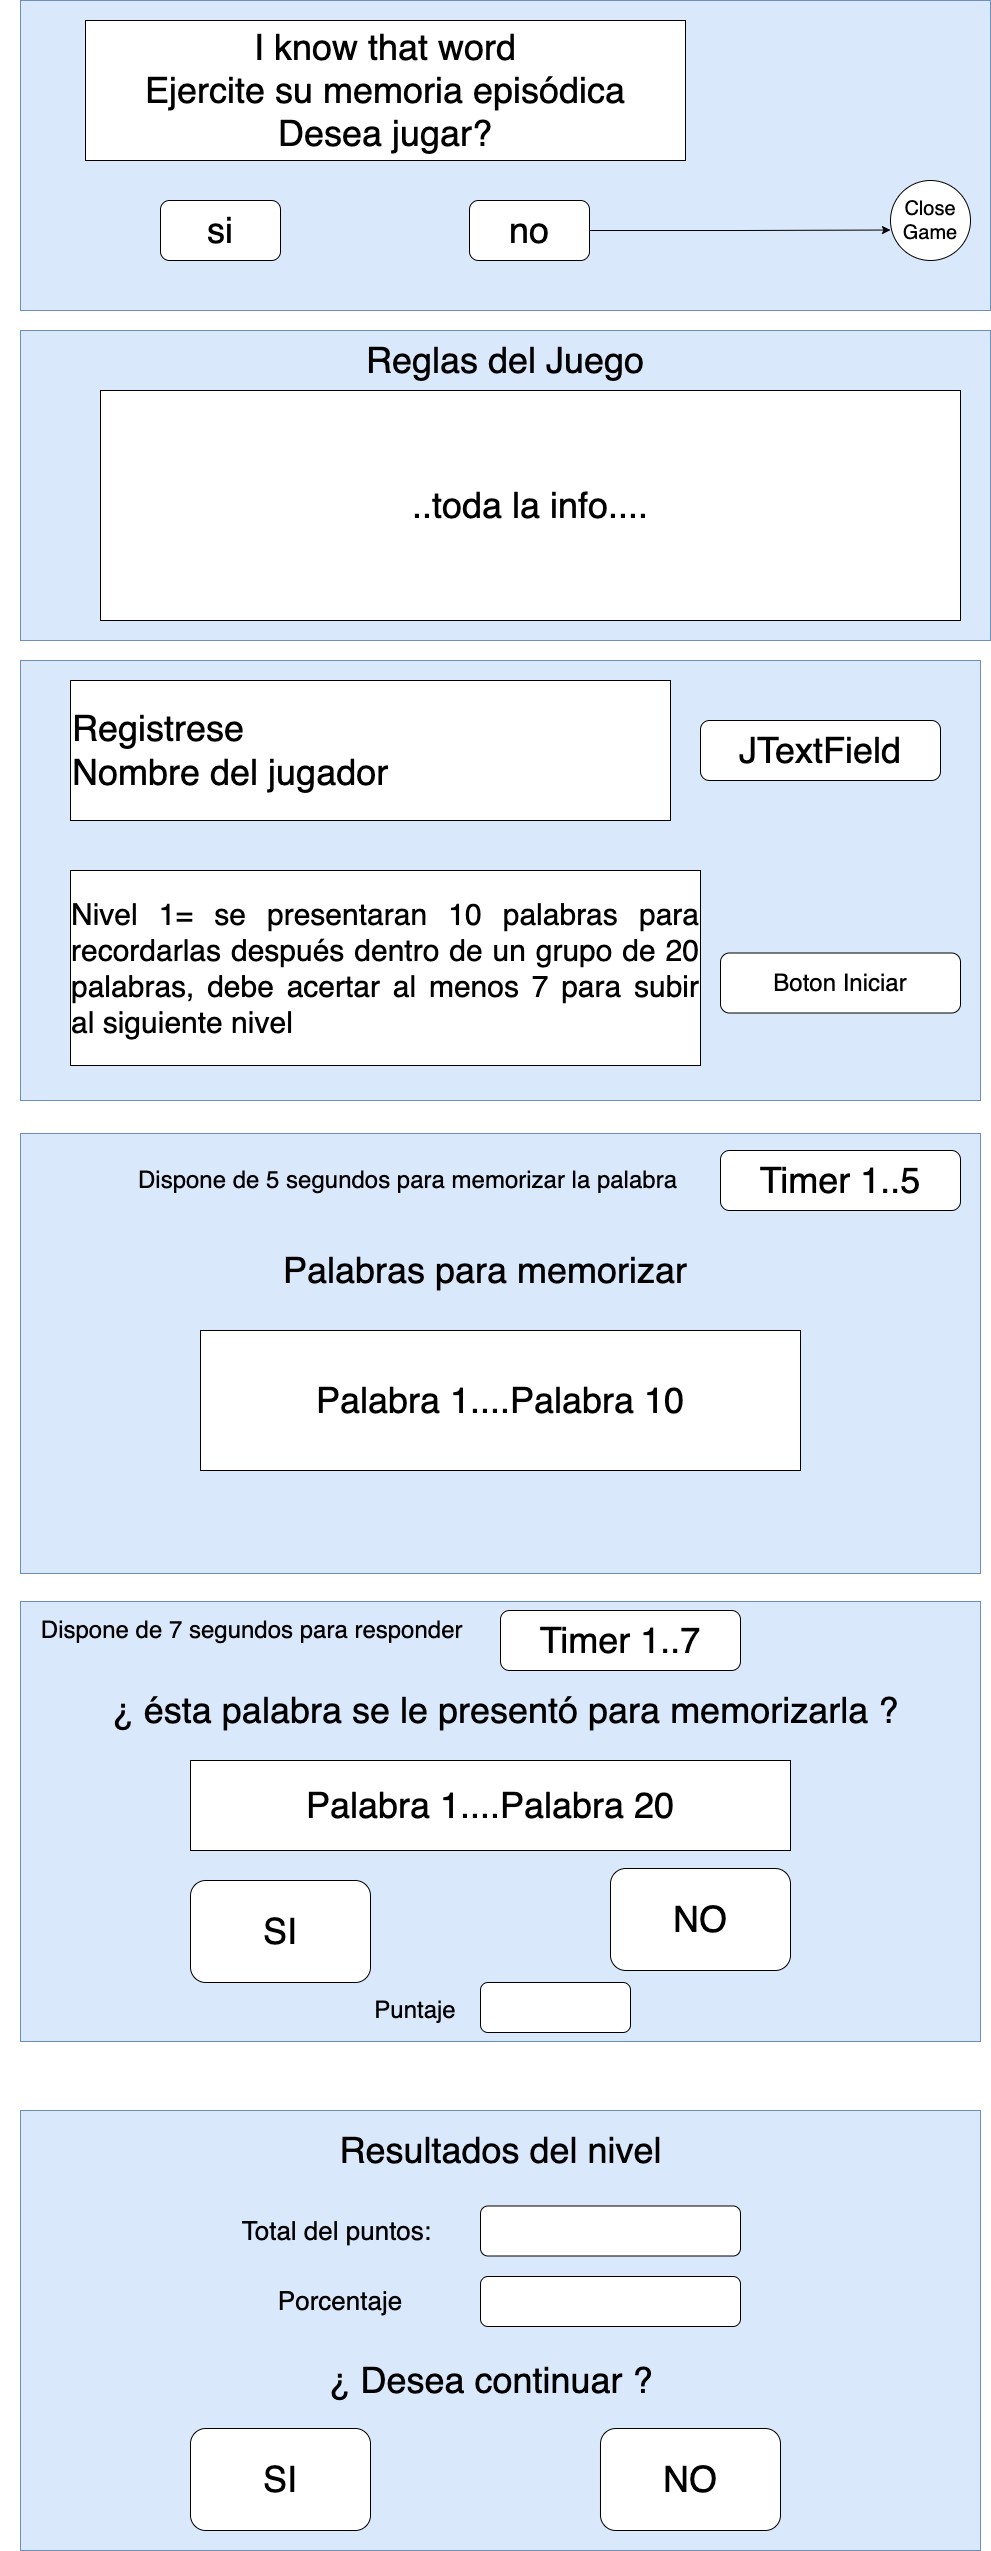 I know that word
Ejercite su memoria episódica
Desea jugar?
si
no
Close
Game
Reglas del Juego
..toda la info....
Registrese
Nombre del jugador
JTextField
Nivel 1= se presentaran 10 palabras para
recordarlas después dentro de un grupo de 20
palabras, debe acertar al menos 7 para subir
al siguiente nivel
Boton Iniciar
Dispone de 5 segundos para memorizar la palabra
Timer 1..5
Palabras para memorizar
Palabra 1....Palabra 10
Dispone de 7 segundos para responder
Timer 1..7
¿ ésta palabra se le presentó para memorizarla ?
Palabra 1....Palabra 20
SI
NO
Puntaje
Resultados del nivel
Total del puntos:
Porcentaje
¿ Desea continuar ?
SI
NO